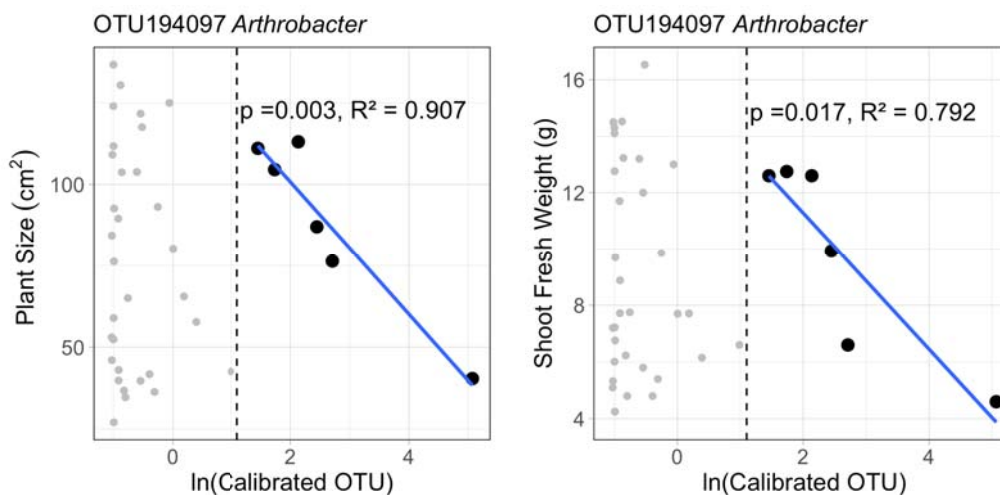 OTU194097 Arthrobacter
p =0.003, R² = 0.907
Plant Size (cm²)
100
50
0
2
4
ln(Calibrated OTU)
OTU194097 Arthrobacter
p =0.017, R² = 0.792
Shoot Fresh Weight (g)
16
12
8
4
0
2
4
ln(Calibrated OTU)